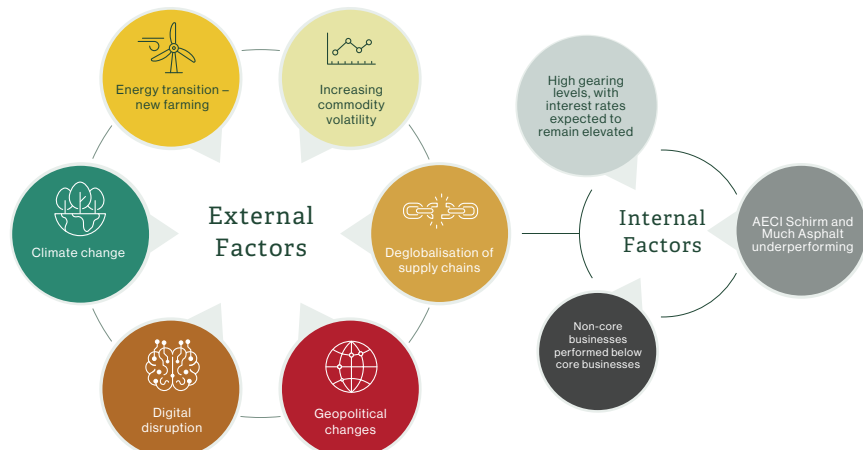 Energy transition –
new farming
Increasing
commodity
volatility
Climate change
External
Factors
Deglobalisation of
supply chains
Digital
disruption
Geopolitical
changes
High gearing
levels, with
interest rates
expected to
remain elevated
Internal
Factors
AECI Schirm and
Much Asphalt
underperforming
Non-core
businesses
performed below
core businesses